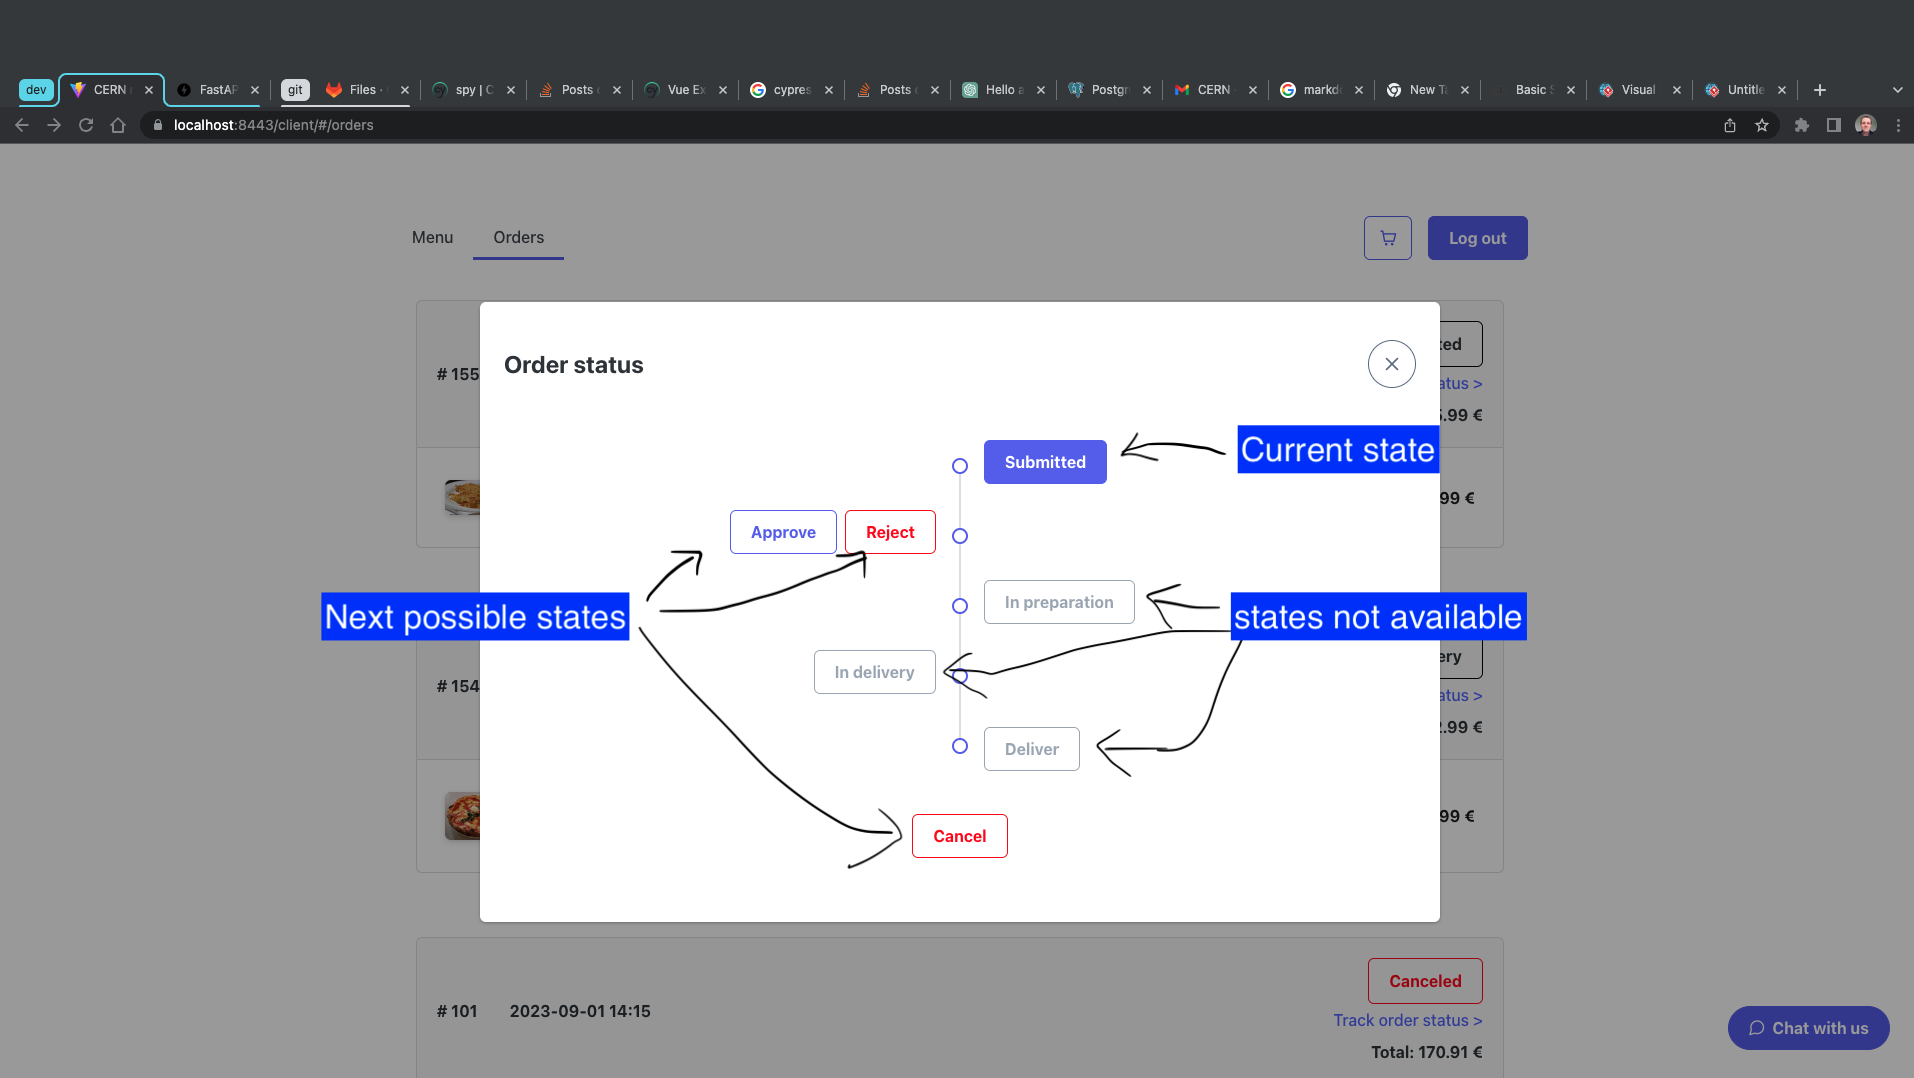 dev CERN FastAP git Files · spy | C Posts Vue Ex cypres Posts Hello a Postgr CERN markd New Ta Basic S Visual Untitle
localhost:8443/client/#/orders
Menu Orders Log out
# 155 ted
atus >
.99 €
99 €
Order status
Submitted
Current state
Approve Reject
Next possible states
In preparation
states not available
In delivery
Deliver
Cancel
# 154 ery
atus >
.99 €
99 €
Canceled
# 101 2023-09-01 14:15
Track order status >
Total: 170.91 €
Chat with us